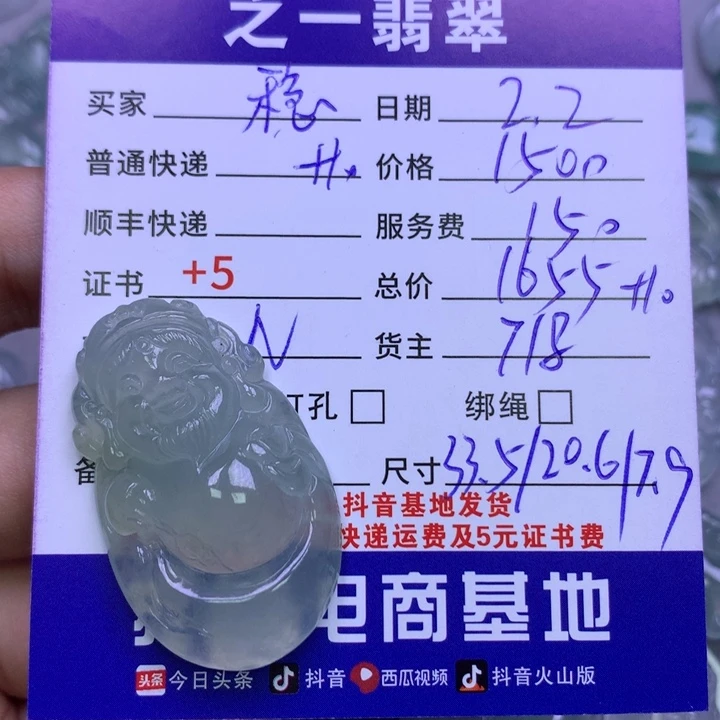 之一翡翠
买家 稳 日期 2.2
普通快递 价格 1500
顺丰快递 服务费 150
证书 +5 总价 1655
N 货主 718
打孔 □ 绑绳 □
备 尺寸 33.5/20.6/7.9
抖音基地发货
快递运费及5元证书费
电商基地
头条 今日头条 抖音 西瓜视频 抖音火山版